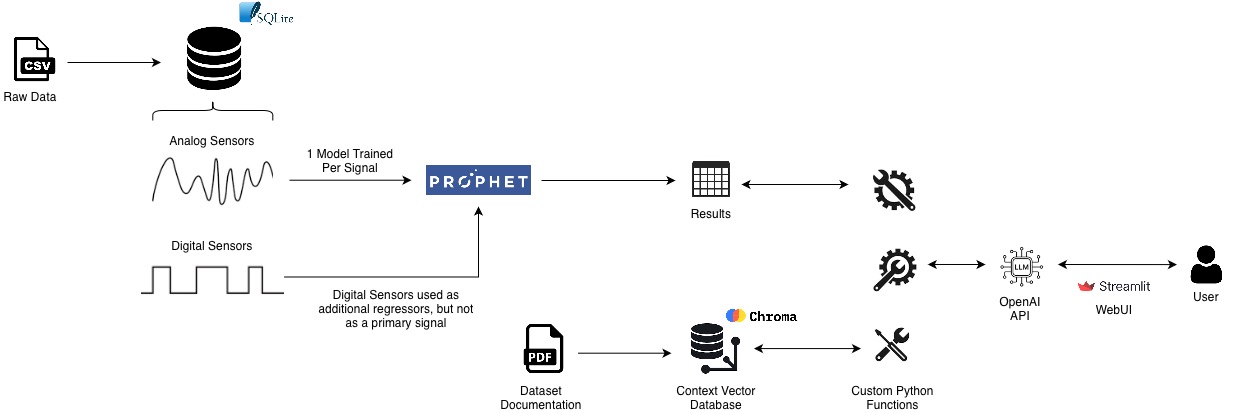 SQLite
CSV
Raw Data
Analog Sensors
1 Model Trained
Per Signal
PROPHET
Results
Digital Sensors
Digital Sensors used as
additional regressors, but not
as a primary signal
LLM
OpenAI
API
Streamlit
WebUI
User
Chroma
PDF
Dataset
Documentation
Context Vector
Database
Custom Python
Functions